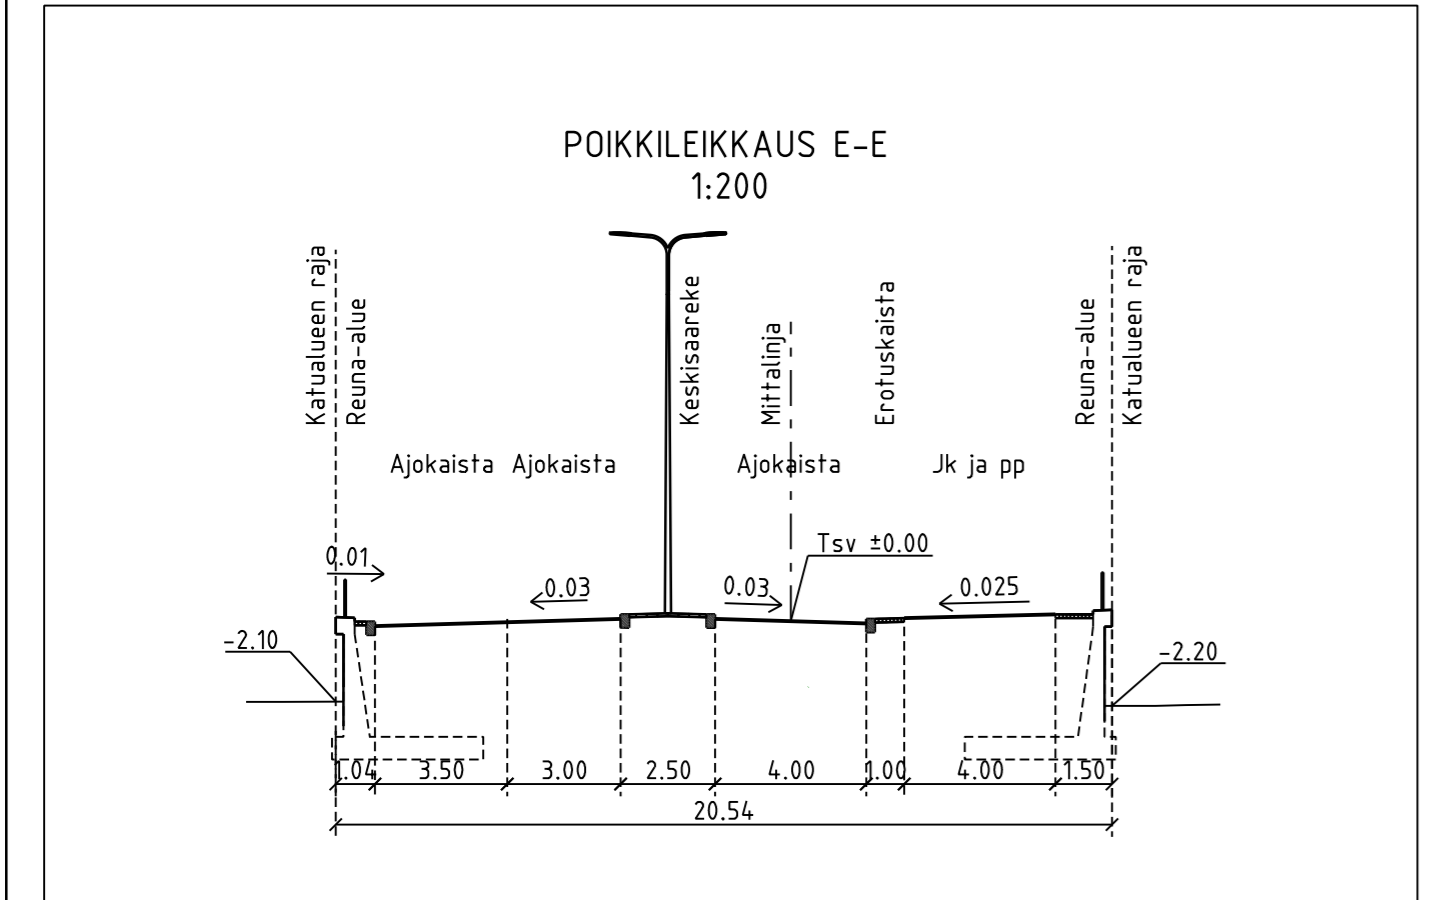 POIKKILEIKKAUS E-E
1:200
Katualueen raja
Reuna-alue
Keskisaareke
Mittalinja
Erotuskaista
Reuna-alue
Katualueen raja
Ajokaista Ajokaista Ajokaista Jk ja pp
Tsv ±0.00
0.01
0.03 0.03 0.025
-2.10
-2.20
1.04 3.50 3.00 2.50 4.00 1.00 4.00 1.50
20.54